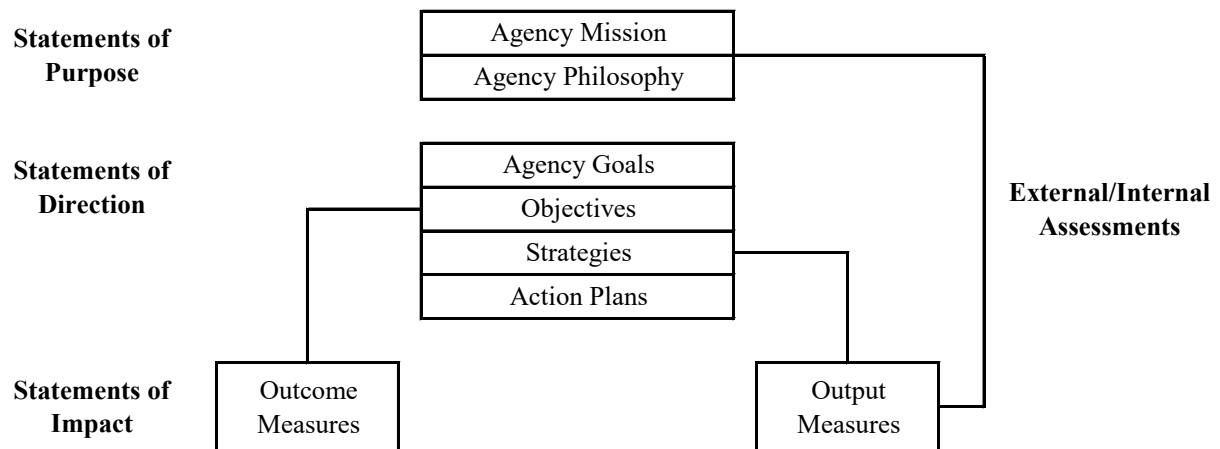 Statements of
Purpose
Agency Mission
Agency Philosophy
Statements of
Direction
Agency Goals
Objectives
Strategies
Action Plans
External/Internal
Assessments
Statements of
Impact
Outcome
Measures
Output
Measures